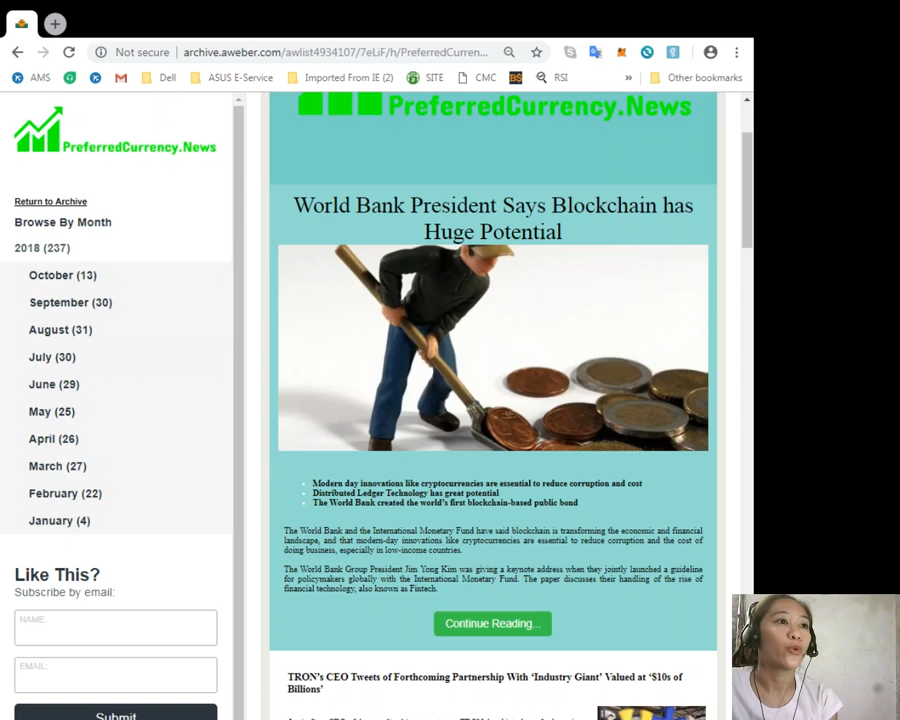 Not secure
archive.aweber.com/awlist4934107/7eLiF/h/PreferredCurren...
AMS
Dell
ASUS E-Service
Imported From IE (2)
SITE
CMC
BS
RSI
»
Other bookmarks
PreferredCurrency.News
Return to Archive
Browse By Month
2018 (237)
October (13)
September (30)
August (31)
July (30)
June (29)
May (25)
April (26)
March (27)
February (22)
January (4)
Like This?
Subscribe by email:
NAME:
EMAIL:
Submit
PreferredCurrency.News
World Bank President Says Blockchain has
Huge Potential
Modern day innovations like cryptocurrencies are essential to reduce corruption and cost
Distributed Ledger Technology has great potential
The World Bank created the world's first blockchain-based public bond
The World Bank and the International Monetary Fund have said blockchain is transforming the economic and financial
landscape, and that modern-day innovations like cryptocurrencies are essential to reduce corruption and the cost of
doing business, especially in low-income countries.
The World Bank Group President Jim Yong Kim was giving a keynote address when they jointly launched a guideline
for policymakers globally with the International Monetary Fund. The paper discusses their handling of the rise of
financial technology, also known as Fintech.
Continue Reading...
TRON's CEO Tweets of Forthcoming Partnership With 'Industry Giant' Valued at '$10s of
Billions'